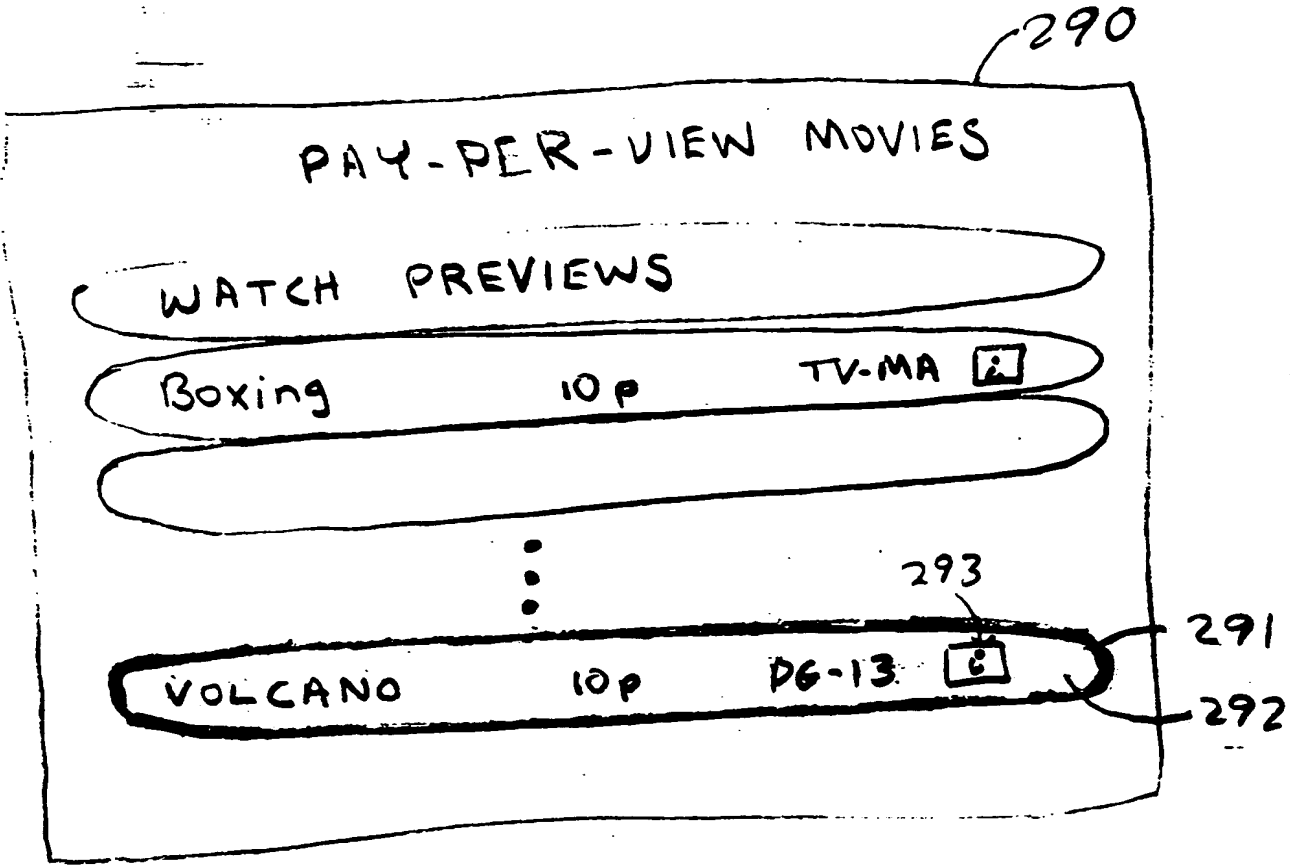 290
PAY-PER-VIEW MOVIES
WATCH PREVIEWS
Boxing 10p TV-MA i
293
291
VOLCANO 10p PG-13 i
292